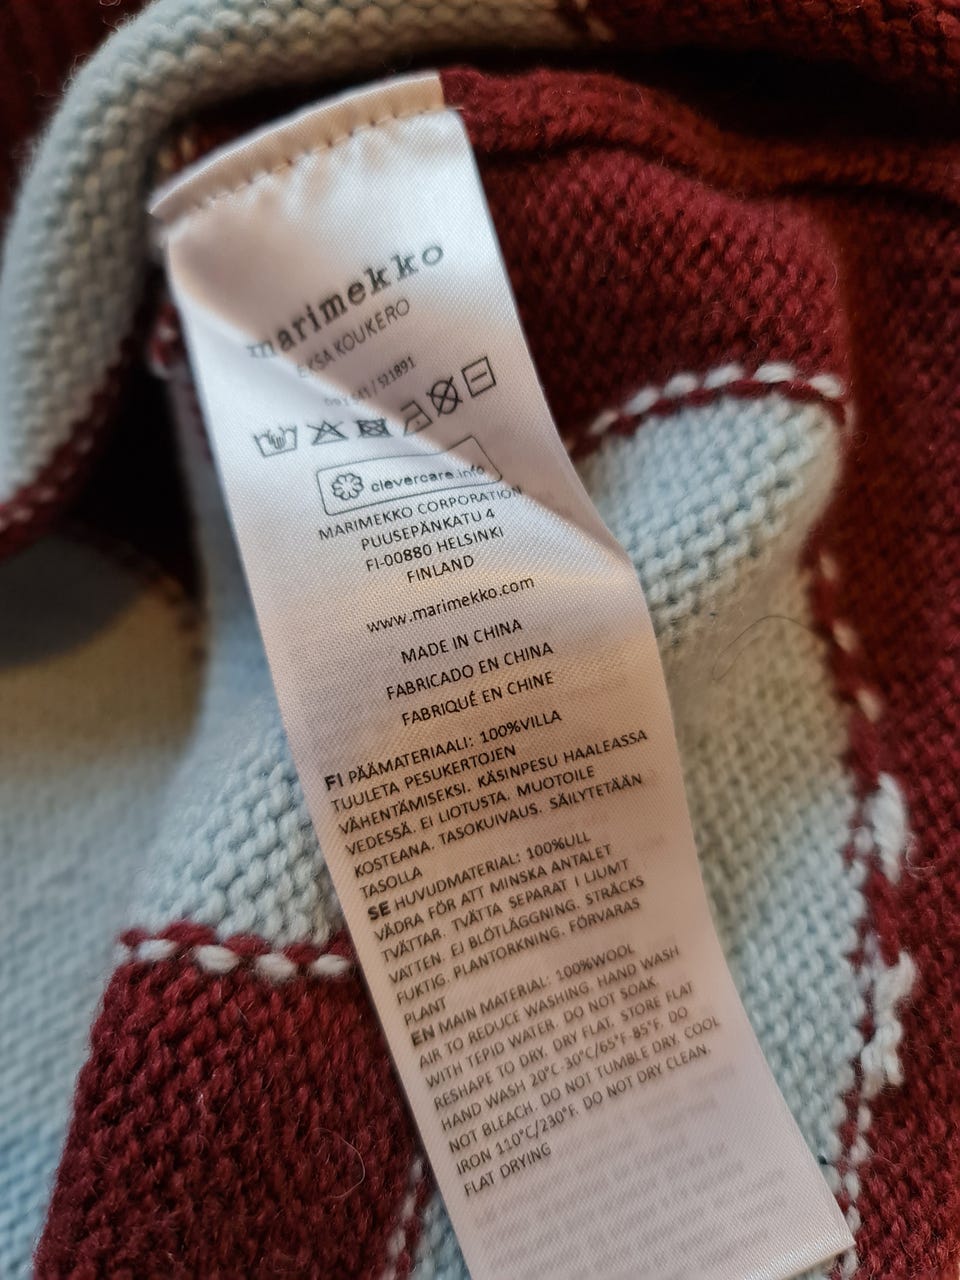 marimekko
EKSA KOUKERO
/ 521891
clevercare.info
MARIMEKKO CORPORATION
PUUSEPÄNKATU 4
FI-00880 HELSINKI
FINLAND
www.marimekko.com
MADE IN CHINA
FABRICADO EN CHINA
FABRIQUÉ EN CHINE
FI PÄÄMATERIAALI: 100%VILLA
TUULETA PESUKERTOJEN
VÄHENTÄMISEKSI. KÄSINPESU HAALEASSA
VEDESSÄ. EI LIOTUSTA. MUOTOILE
KOSTEANA. TASOKUIVAUS. SÄILYTETÄÄN
TASOLLA
SE HUVUDMATERIAL: 100%ULL
VÄDRA FÖR ATT MINSKA ANTALET
TVÄTTAR. TVÄTTA SEPARAT I LJUMT
VATTEN. EJ BLÖTLÄGGNING. STRÄCKS
FUKTIG. PLANTORKNING. FÖRVARAS
PLANT
EN MAIN MATERIAL: 100%WOOL
AIR TO REDUCE WASHING. HAND WASH
WITH TEPID WATER. DO NOT SOAK.
RESHAPE TO DRY. DRY FLAT. STORE FLAT
HAND WASH 20°C-30°C/65°F-85°F. DO
NOT BLEACH. DO NOT TUMBLE DRY. COOL
IRON 110°C/230°F. DO NOT DRY CLEAN.
FLAT DRYING